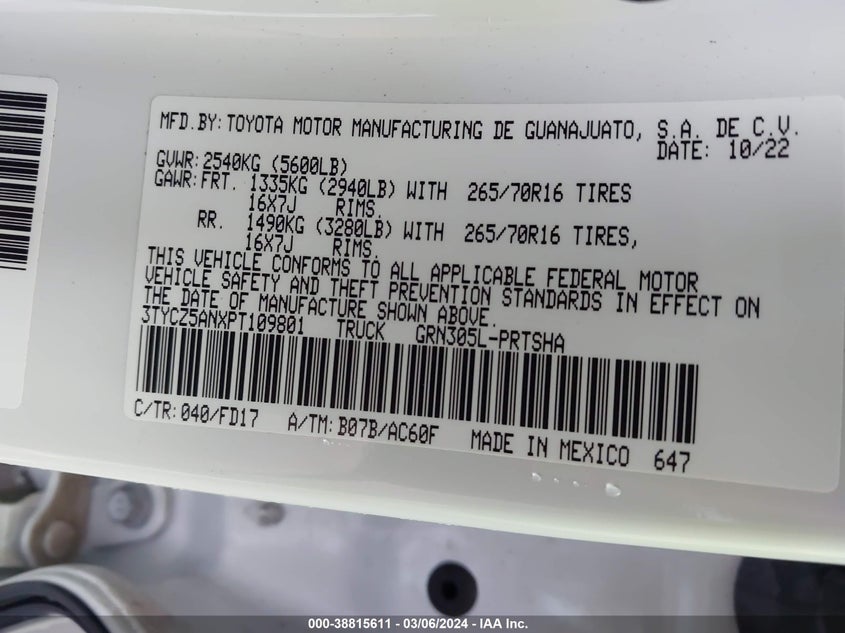 MFD.BY: TOYOTA MOTOR MANUFACTURING DE GUANAJUATO, S.A. DE C.V.
DATE: 10/22
GVWR: 2540KG (5600LB)
GAWR: FRT. 1335KG (2940LB) WITH 265/70R16 TIRES
16X7J RIMS.
RR. 1490KG (3280LB) WITH 265/70R16 TIRES,
16X7J RIMS.
THIS VEHICLE CONFORMS TO ALL APPLICABLE FEDERAL MOTOR
VEHICLE SAFETY AND THEFT PREVENTION STANDARDS IN EFFECT ON
THE DATE OF MANUFACTURE SHOWN ABOVE.
3TYCZ5ANXPT109801 TRUCK GRN305L-PRTSHA
C/TR: 040/FD17 A/TM: B07B/AC60F MADE IN MEXICO 647
000-38815611 - 03/06/2024 - IAA Inc.